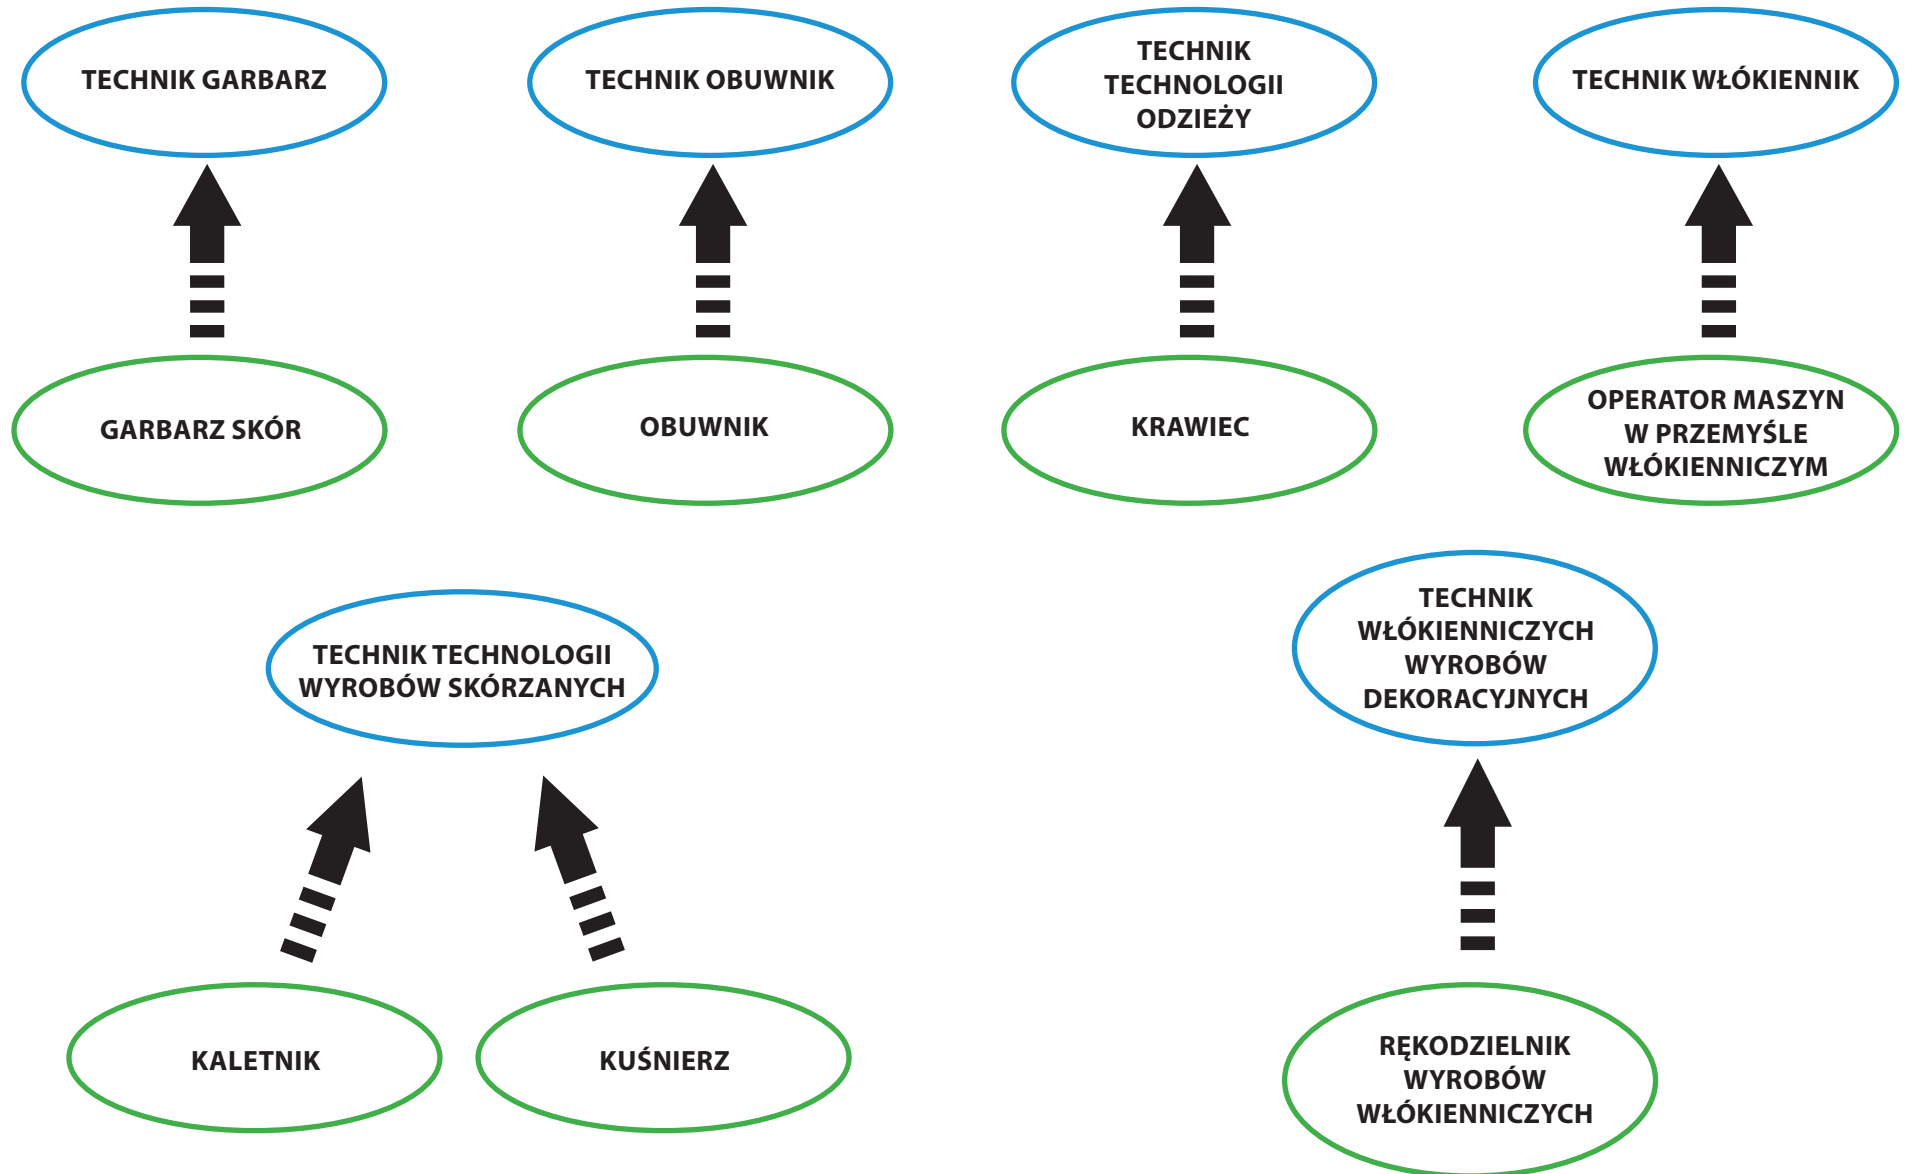 TECHNIK GARBARZ
TECHNIK OBUWNIK
TECHNIK
TECHNOLOGII
ODZIEŻY
TECHNIK WŁÓKIENNIK
GARBARZ SKÓR
OBUWNIK
KRAWIEC
OPERATOR MASZYN
W PRZEMYŚLE
WŁÓKIENNICZYM
TECHNIK TECHNOLOGII
WYROBÓW SKÓRZANYCH
TECHNIK
WŁÓKIENNICZYCH
WYROBÓW
DEKORACYJNYCH
KALETNIK
KUŚNIERZ
RĘKODZIELNIK
WYROBÓW
WŁÓKIENNICZYCH